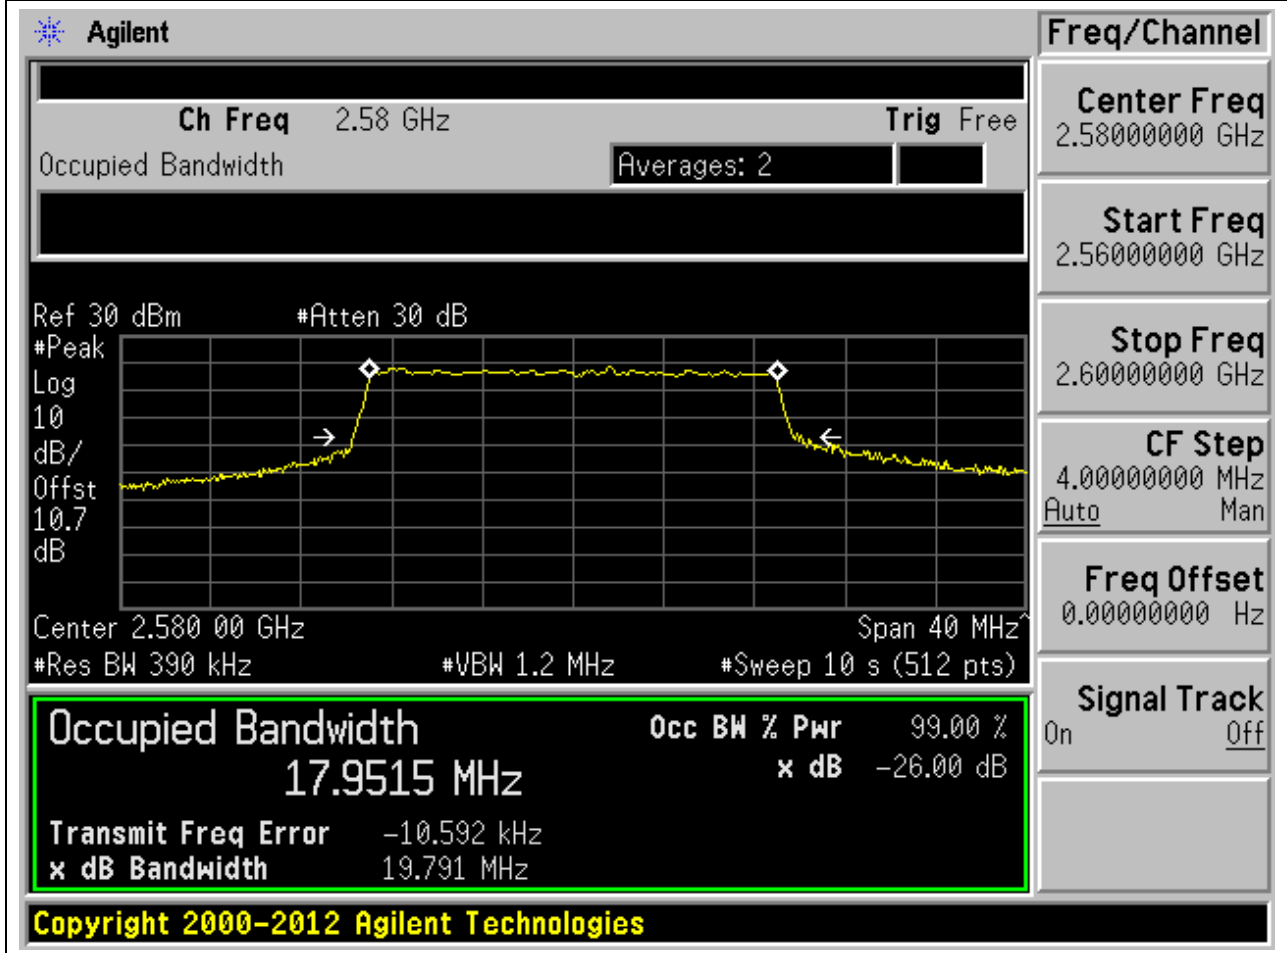 Agilent
Freq/Channel
Ch Freq 2.58 GHz Trig Free
Occupied Bandwidth Averages: 2
Center Freq
2.58000000 GHz
Start Freq
2.56000000 GHz
Stop Freq
2.60000000 GHz
CF Step
4.00000000 MHz
Auto Man
Freq Offset
0.00000000 Hz
Signal Track
On Off
Ref 30 dBm #Atten 30 dB
#Peak
Log
10
dB/
Offst
10.7
dB
Center 2.580 00 GHz Span 40 MHz^
#Res BW 390 kHz #VBW 1.2 MHz #Sweep 10 s (512 pts)
Occupied Bandwidth Occ BW % Pwr 99.00 %
17.9515 MHz x dB -26.00 dB
Transmit Freq Error -10.592 kHz
x dB Bandwidth 19.791 MHz
Copyright 2000-2012 Agilent Technologies